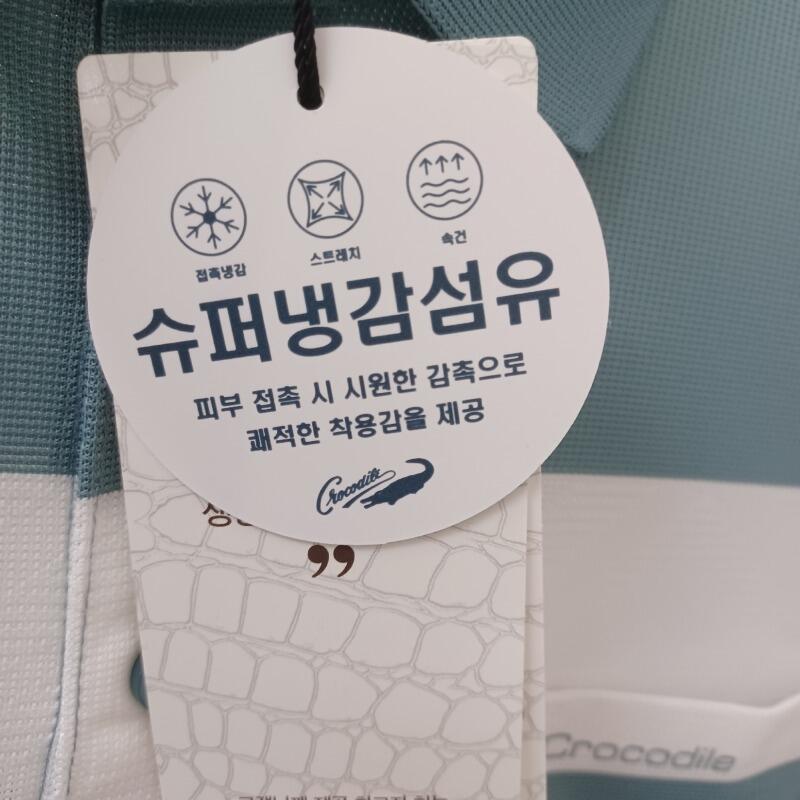 접촉냉감
스트레치
속건
슈퍼냉감섬유
피부 접촉 시 시원한 감촉으로
쾌적한 착용감을 제공
Crocodile
Crocodile